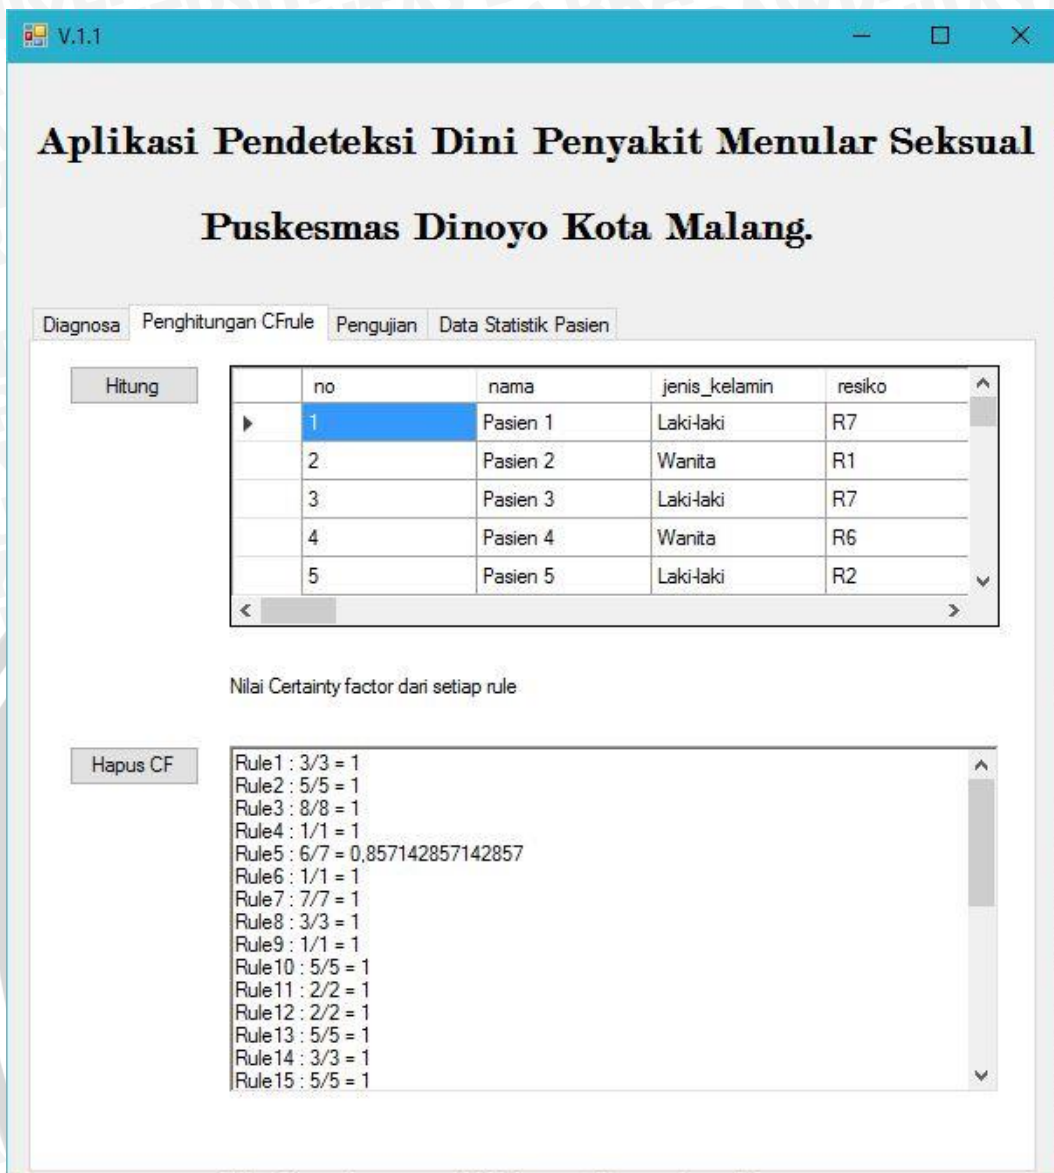 V.1.1
Aplikasi Pendeteksi Dini Penyakit Menular Seksual
Puskesmas Dinoyo Kota Malang.
Diagnosa Penghitungan CFrule Pengujian Data Statistik Pasien
Hitung
no nama jenis_kelamin resiko
1 Pasien 1 Laki-laki R7
2 Pasien 2 Wanita R1
3 Pasien 3 Laki-laki R7
4 Pasien 4 Wanita R6
5 Pasien 5 Laki-laki R2
Nilai Certainty factor dari setiap rule
Hapus CF
Rule1 : 3/3 = 1
Rule2 : 5/5 = 1
Rule3 : 8/8 = 1
Rule4 : 1/1 = 1
Rule5 : 6/7 = 0,857142857142857
Rule6 : 1/1 = 1
Rule7 : 7/7 = 1
Rule8 : 3/3 = 1
Rule9 : 1/1 = 1
Rule10 : 5/5 = 1
Rule11 : 2/2 = 1
Rule12 : 2/2 = 1
Rule13 : 5/5 = 1
Rule14 : 3/3 = 1
Rule15 : 5/5 = 1